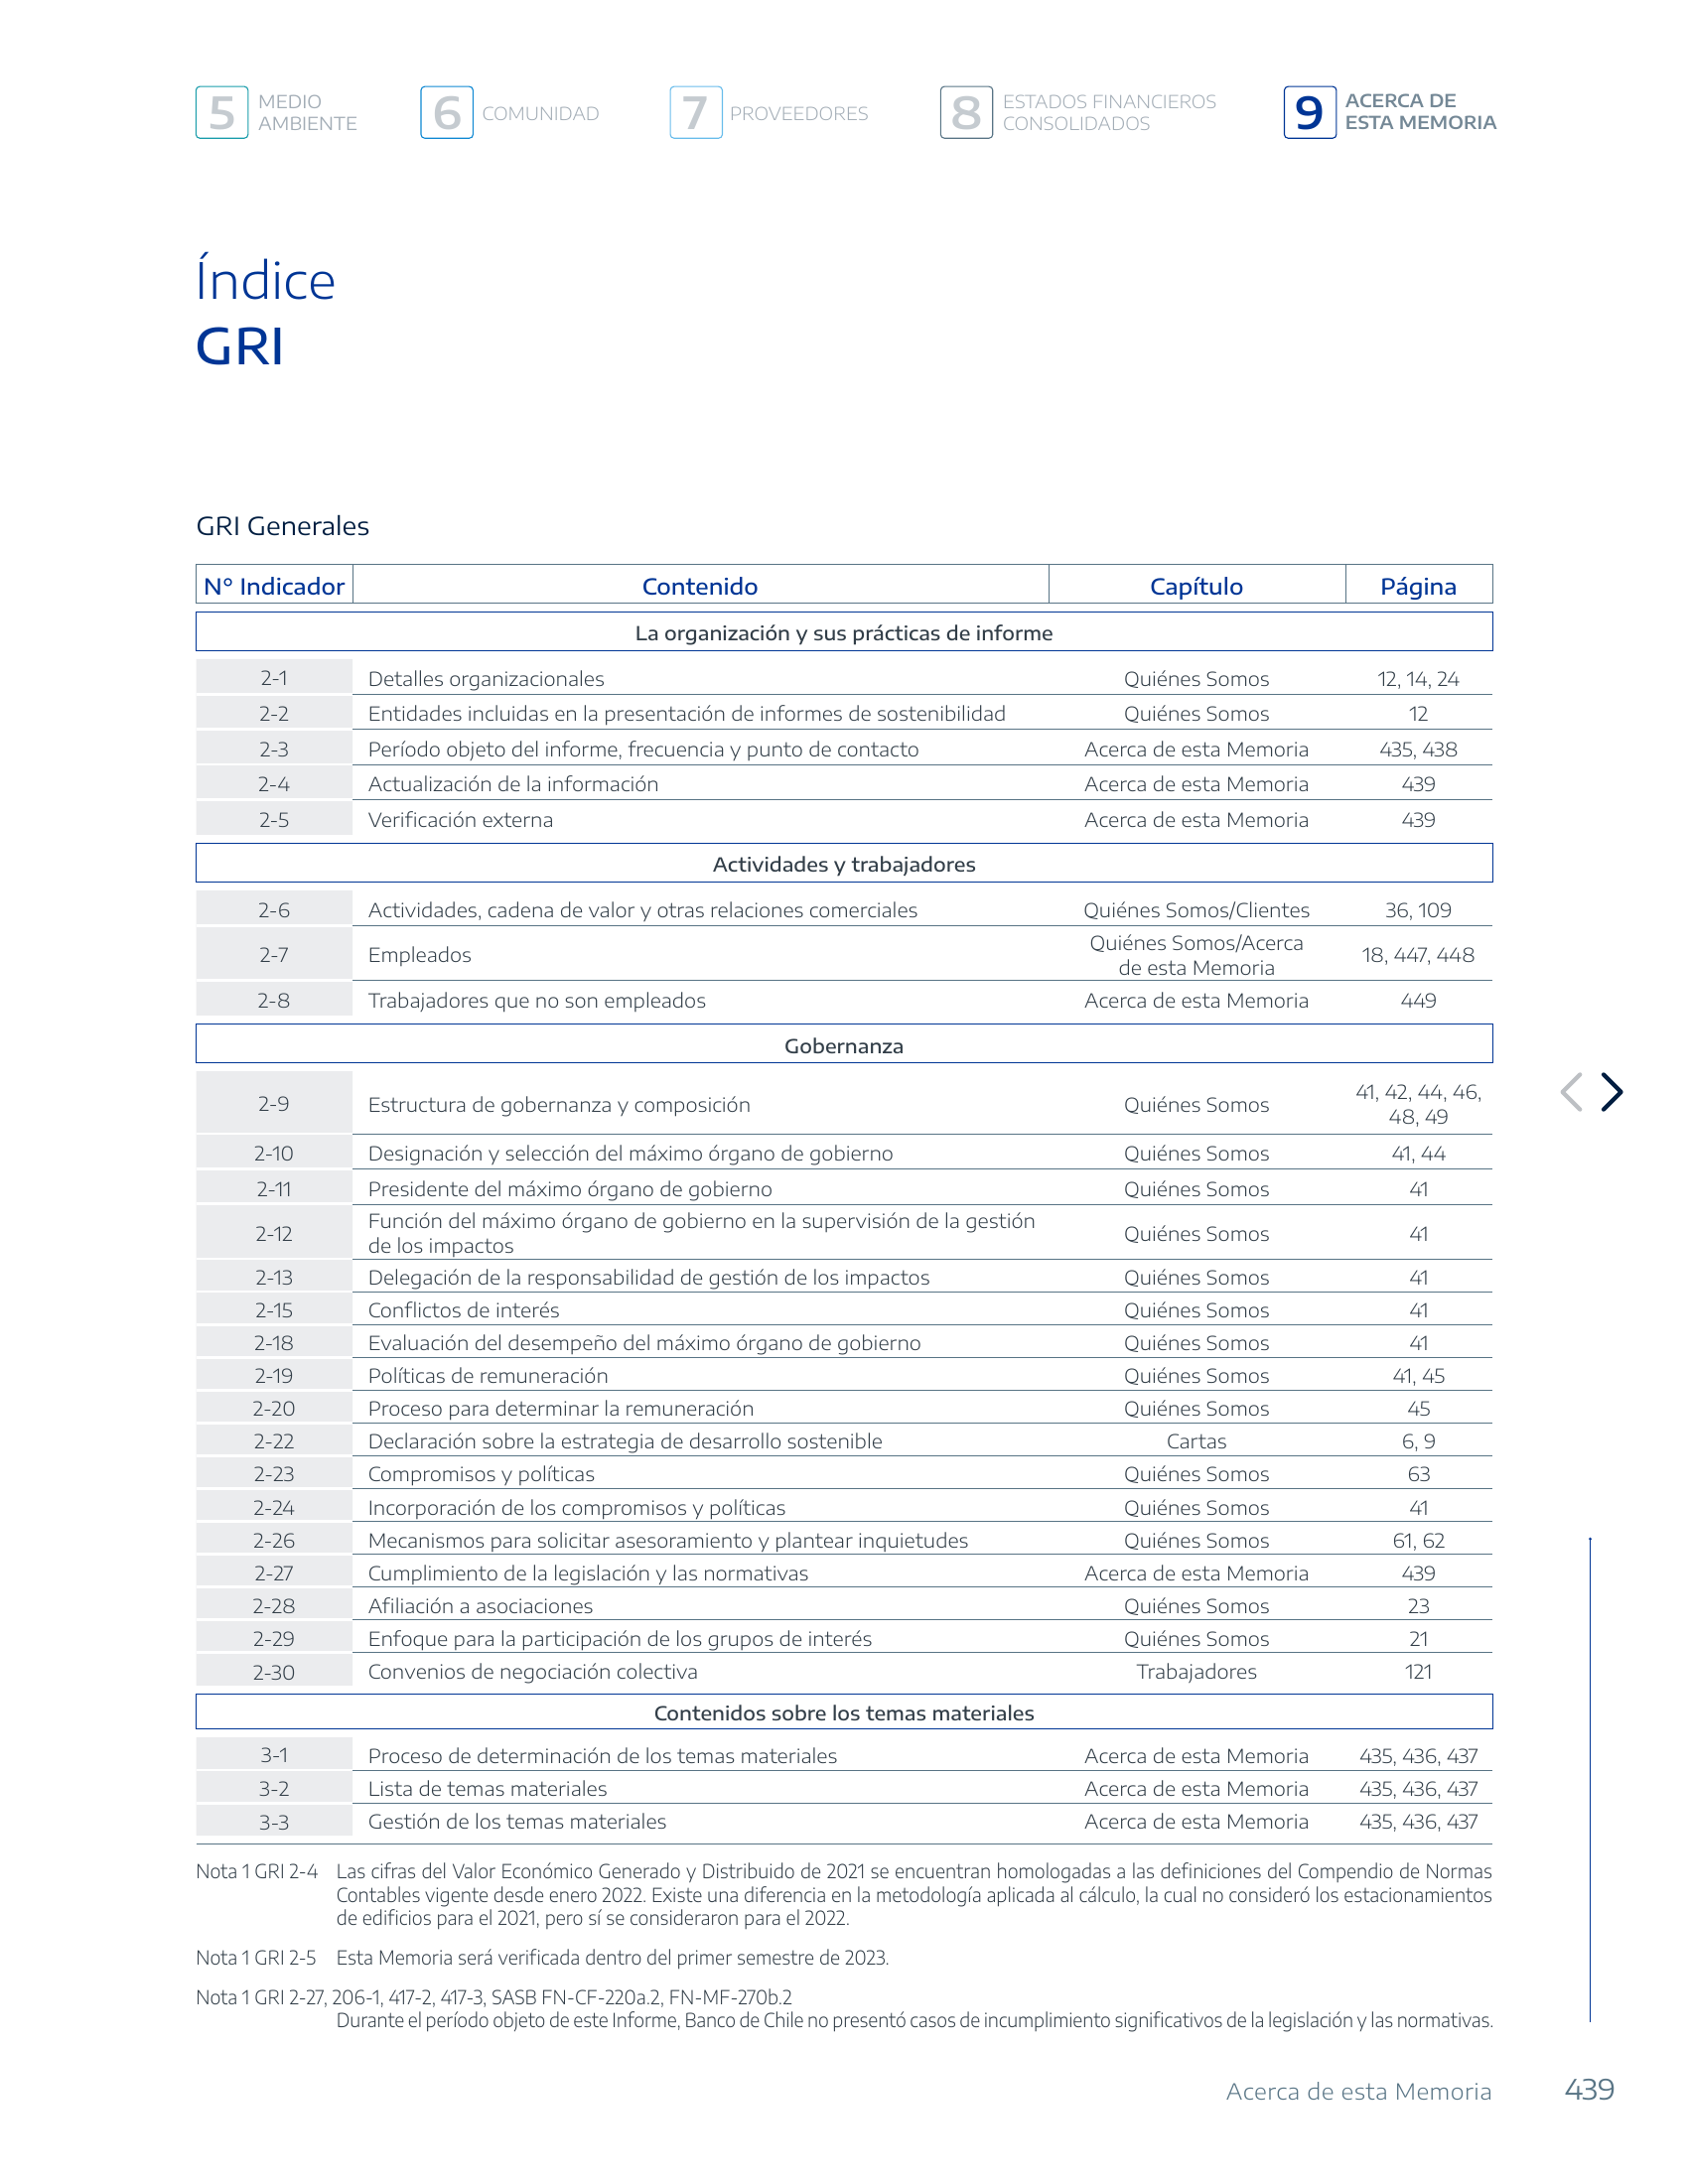 5 MEDIO AMBIENTE
6 COMUNIDAD
7 PROVEEDORES
8 ESTADOS FINANCIEROS CONSOLIDADOS
9 ACERCA DE ESTA MEMORIA
Índice
GRI
GRI Generales
N° Indicador Contenido Capítulo Página
La organización y sus prácticas de informe
2-1 Detalles organizacionales Quiénes Somos 12, 14, 24
2-2 Entidades incluidas en la presentación de informes de sostenibilidad Quiénes Somos 12
2-3 Período objeto del informe, frecuencia y punto de contacto Acerca de esta Memoria 435, 438
2-4 Actualización de la información Acerca de esta Memoria 439
2-5 Verificación externa Acerca de esta Memoria 439
Actividades y trabajadores
2-6 Actividades, cadena de valor y otras relaciones comerciales Quiénes Somos/Clientes 36, 109
2-7 Empleados Quiénes Somos/Acerca de esta Memoria 18, 447, 448
2-8 Trabajadores que no son empleados Acerca de esta Memoria 449
Gobernanza
2-9 Estructura de gobernanza y composición Quiénes Somos 41, 42, 44, 46, 48, 49
2-10 Designación y selección del máximo órgano de gobierno Quiénes Somos 41, 44
2-11 Presidente del máximo órgano de gobierno Quiénes Somos 41
2-12 Función del máximo órgano de gobierno en la supervisión de la gestión de los impactos Quiénes Somos 41
2-13 Delegación de la responsabilidad de gestión de los impactos Quiénes Somos 41
2-15 Conflictos de interés Quiénes Somos 41
2-18 Evaluación del desempeño del máximo órgano de gobierno Quiénes Somos 41
2-19 Políticas de remuneración Quiénes Somos 41, 45
2-20 Proceso para determinar la remuneración Quiénes Somos 45
2-22 Declaración sobre la estrategia de desarrollo sostenible Cartas 6, 9
2-23 Compromisos y políticas Quiénes Somos 63
2-24 Incorporación de los compromisos y políticas Quiénes Somos 41
2-26 Mecanismos para solicitar asesoramiento y plantear inquietudes Quiénes Somos 61, 62
2-27 Cumplimiento de la legislación y las normativas Acerca de esta Memoria 439
2-28 Afiliación a asociaciones Quiénes Somos 23
2-29 Enfoque para la participación de los grupos de interés Quiénes Somos 21
2-30 Convenios de negociación colectiva Trabajadores 121
Contenidos sobre los temas materiales
3-1 Proceso de determinación de los temas materiales Acerca de esta Memoria 435, 436, 437
3-2 Lista de temas materiales Acerca de esta Memoria 435, 436, 437
3-3 Gestión de los temas materiales Acerca de esta Memoria 435, 436, 437
Nota 1 GRI 2-4 Las cifras del Valor Económico Generado y Distribuido de 2021 se encuentran homologadas a las definiciones del Compendio de Normas
Contables vigente desde enero 2022. Existe una diferencia en la metodología aplicada al cálculo, la cual no consideró los estacionamientos
de edificios para el 2021, pero sí se consideraron para el 2022.
Nota 1 GRI 2-5 Esta Memoria será verificada dentro del primer semestre de 2023.
Nota 1 GRI 2-27, 206-1, 417-2, 417-3, SASB FN-CF-220a.2, FN-MF-270b.2
Durante el período objeto de este Informe, Banco de Chile no presentó casos de incumplimiento significativos de la legislación y las normativas.
Acerca de esta Memoria 439